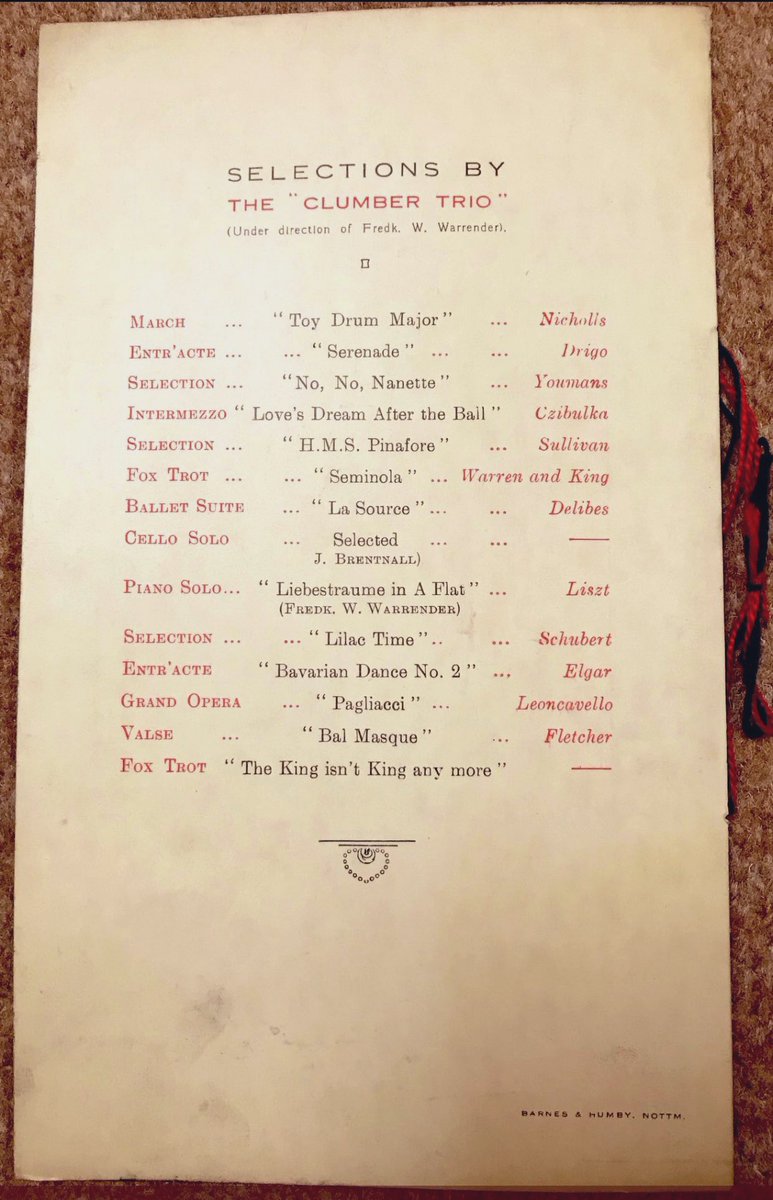 SELECTIONS BY
THE "CLUMBER TRIO"
(Under direction of Fredk. W. Warrender).
MARCH ... "Toy Drum Major" ... Nicholls
ENTR'ACTE ... ... "Serenade" ... ... Drigo
SELECTION ... "No, No, Nanette" ... Youmans
INTERMEZZO "Love's Dream After the Ball" Czibulka
SELECTION ... "H.M.S. Pinafore" ... Sullivan
FOX TROT ... ... "Seminola" ... Warren and King
BALLET SUITE ... "La Source" ... ... Delibes
CELLO SOLO ... Selected ... ... —
J. BRENTNALL)
PIANO SOLO... "Liebestraume in A Flat" ... Liszt
(FREDK. W. WARRENDER)
SELECTION ... ... "Lilac Time" .. ... Schubert
ENTR'ACTE "Bavarian Dance No. 2" ... Elgar
GRAND OPERA ... "Pagliacci" ... Leoncavello
VALSE ... "Bal Masque" ... Fletcher
FOX TROT "The King isn't King any more" —
BARNES & HUMBY, NOTTM.